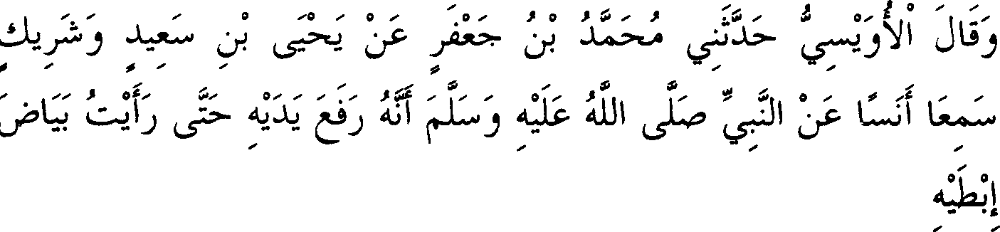 وَقَالَ الْأُوَيْسِيُّ حَدَّثَنِي مُحَمَّدُ بْنُ جَعْفَرٍ عَنْ يَحْيَى بْنِ سَعِيدٍ وَشَرِيكٍ
سَمِعَا أَنَسًا عَنْ النَّبِيِّ صَلَّى اللَّهُ عَلَيْهِ وَسَلَّمَ أَنَّهُ رَفَعَ يَدَيْهِ حَتَّى رَأَيْتُ بَيَاضَ
إِبْطَيْهِ